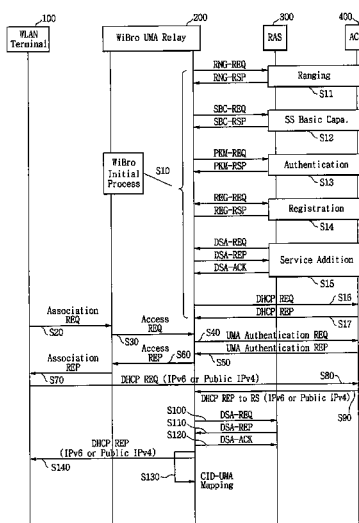 100
200
300
400
WLAN
Terminal
WiBro UMA Relay
RAS
AC
RNG-REQ
RNG-RSP
Ranging
S11
SBC-REQ
SBC-RSP
SS Basic Capa.
S12
PKM-REQ
PKM-RSP
Authentication
S13
WiBro
Initial
Process
S10
REG-REQ
REG-RSP
Registration
S14
DSA-REQ
DSA-REP
DSA-ACK
Service Addition
S15
DHCP REQ
S16
DHCP REP
S17
Association
REQ
S20
Access
REQ
S30
S40
UMA Authentication REQ
UMA Authentication REP
S50
Access
REP
S60
Association
REP
S70
DHCP REQ (IPv6 or Public IPv4)
S80
DHCP REP to RS (IPv6 or Public IPv4)
S90
S100
DSA-REQ
S110
DSA-REP
S120
DSA-ACK
DHCP REP
(IPv6 or Public IPv4)
S140
S130
CID-UMA
Mapping